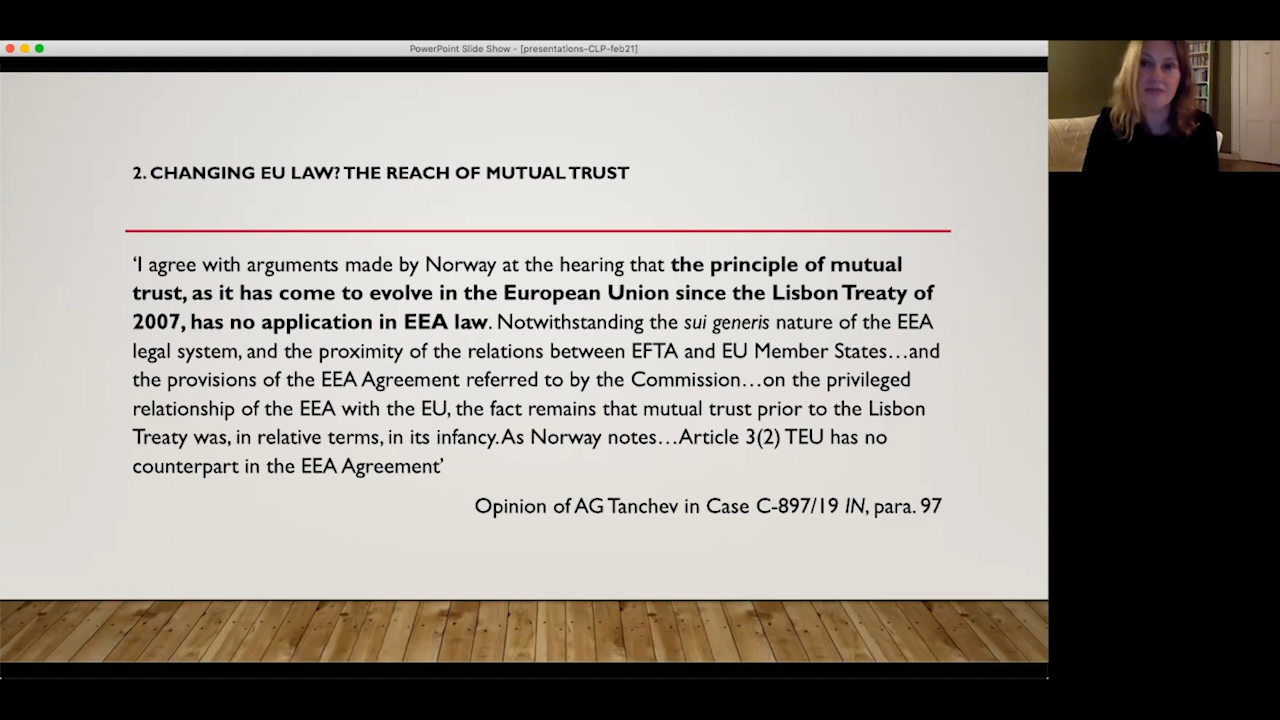 PowerPoint Slide Show - [presentations-CLP-feb21]
2. CHANGING EU LAW? THE REACH OF MUTUAL TRUST
‘I agree with arguments made by Norway at the hearing that the principle of mutual
trust, as it has come to evolve in the European Union since the Lisbon Treaty of
2007, has no application in EEA law. Notwithstanding the sui generis nature of the EEA
legal system, and the proximity of the relations between EFTA and EU Member States…and
the provisions of the EEA Agreement referred to by the Commission…on the privileged
relationship of the EEA with the EU, the fact remains that mutual trust prior to the Lisbon
Treaty was, in relative terms, in its infancy. As Norway notes…Article 3(2) TEU has no
counterpart in the EEA Agreement’
Opinion of AG Tanchev in Case C-897/19 IN, para. 97